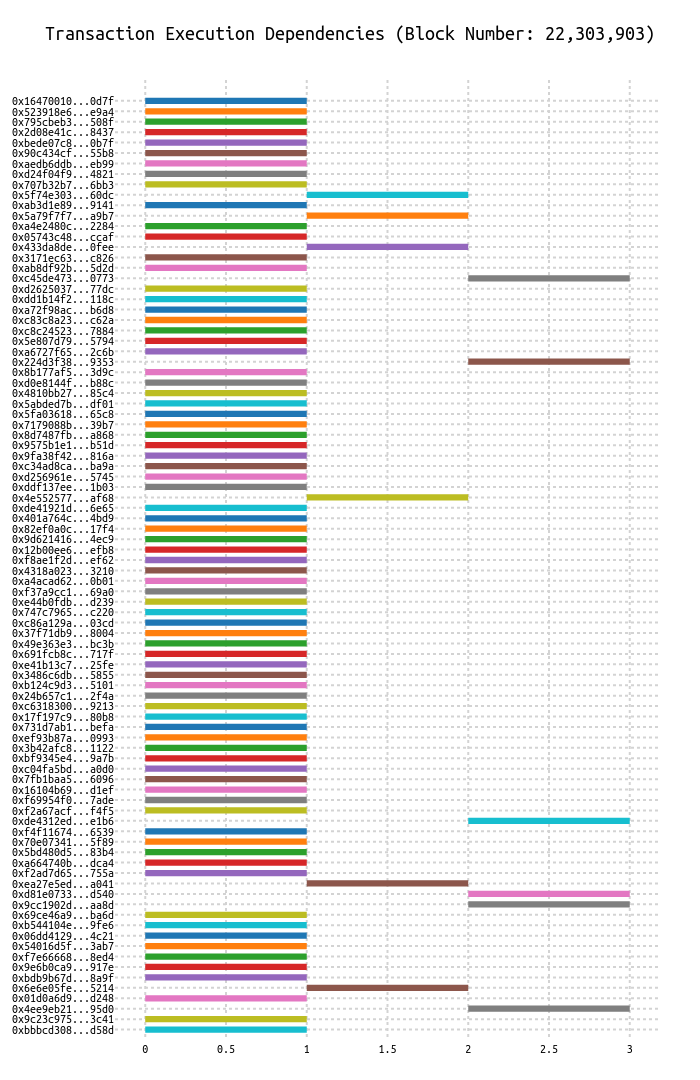 Transaction Execution Dependencies (Block Number: 22,303,903)
0x16470010...0d7f
0x523918e6...e9a4
0x795cbeb3...508f
0x2d08e41c...8437
0xbede07c8...0b7f
0x90c434cf...55b8
0xaedb6ddb...eb99
0xd24f04f9...4821
0x707b32b7...6bb3
0x5f74e303...60dc
0xab3d1e89...9141
0x5a79f7f7...a9b7
0xa4e2480c...2284
0x05743c48...ccaf
0x433da8de...0fee
0x3171ec63...c826
0xab8df92b...5d2d
0xc45de473...0773
0xd2625037...77dc
0xdd1b14f2...118c
0xa72f98ac...b6d8
0xc83c8a23...c62a
0xc8c24523...7884
0x5e807d79...5794
0xa6727f65...2c6b
0x224d3f38...9353
0x8b177af5...3d9c
0xd0e8144f...b88c
0x4810bb27...85c4
0x5abded7b...df01
0x5fa03618...65c8
0x7179088b...39b7
0x8d7487fb...a868
0x9575b1e1...b51d
0x9fa38f42...816a
0xc34ad8ca...ba9a
0xd256961e...5745
0xddf137ee...1b03
0x4e552577...af68
0xde41921d...6e65
0x401a764c...4bd9
0x82ef0a0c...17f4
0x9d621416...4ec9
0x12b00ee6...efb8
0xf8ae1f2d...ef62
0x4318a023...3210
0xa4acad62...0b01
0xf37a9cc1...69a0
0xe44b0fdb...d239
0x747c7965...c220
0xc86a129a...03cd
0x37f71db9...8004
0x49e363e3...bc3b
0x691fcb8c...717f
0xe41b13c7...25fe
0x3486c6db...5855
0xb124c9d3...5101
0x24b657c1...2f4a
0xc6318300...9213
0x17f197c9...80b8
0x731d7ab1...befa
0xef93b87a...0993
0x3b42afc8...1122
0xbf9345e4...9a7b
0xc04fa5bd...a0d0
0x7fb1baa5...6096
0x16104b69...d1ef
0xf69954f0...7ade
0xf2a67acf...f4f5
0xde4312ed...e1b6
0xf4f11674...6539
0x70e07341...5f89
0x5bd480d5...83b4
0xa664740b...dca4
0xf2ad7d65...755a
0xea27e5ed...a041
0xd81e0733...d540
0x9cc1902d...aa8d
0x69ce46a9...ba6d
0xb544104e...9fe6
0x06dd4129...4c21
0x54016d5f...3ab7
0xf7e66668...8ed4
0x9e6b0ca9...917e
0xbdb9b67d...8a9f
0x6e6e05fe...5214
0x01d0a6d9...d248
0x4ee9eb21...95d0
0x9c23c975...3c41
0xbbbcd308...d58d
0 0.5 1 1.5 2 2.5 3